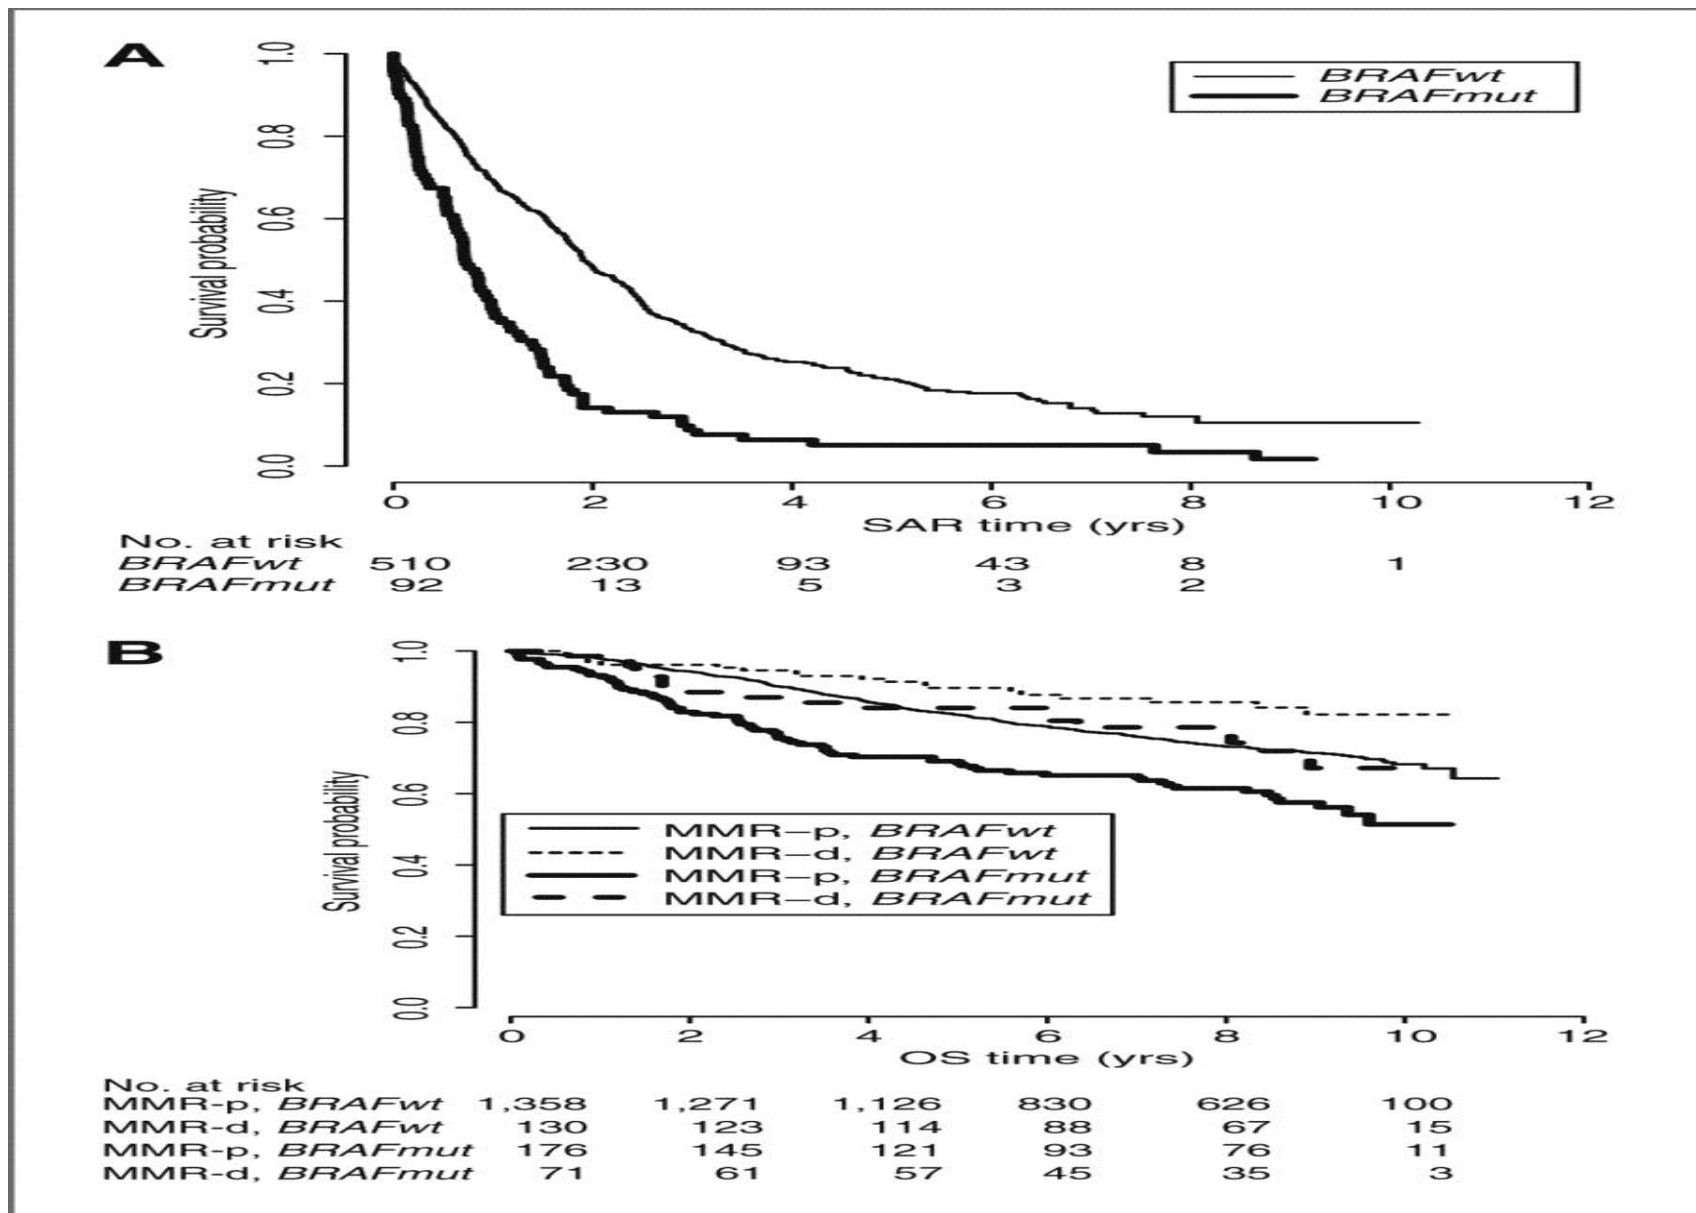 A
Survival probability
1.0
0.8
0.6
0.4
0.2
0.0
BRAFwt
BRAFmut
0 2 4 6 8 10 12
SAR time (yrs)
No. at risk
BRAFwt 510 230 93 43 8 1
BRAFmut 92 13 5 3 2
B
Survival probability
1.0
0.8
0.6
0.4
0.2
0.0
MMR–p, BRAFwt
MMR–d, BRAFwt
MMR–p, BRAFmut
MMR–d, BRAFmut
0 2 4 6 8 10 12
OS time (yrs)
No. at risk
MMR-p, BRAFwt 1,358 1,271 1,126 830 626 100
MMR-d, BRAFwt 130 123 114 88 67 15
MMR-p, BRAFmut 176 145 121 93 76 11
MMR-d, BRAFmut 71 61 57 45 35 3